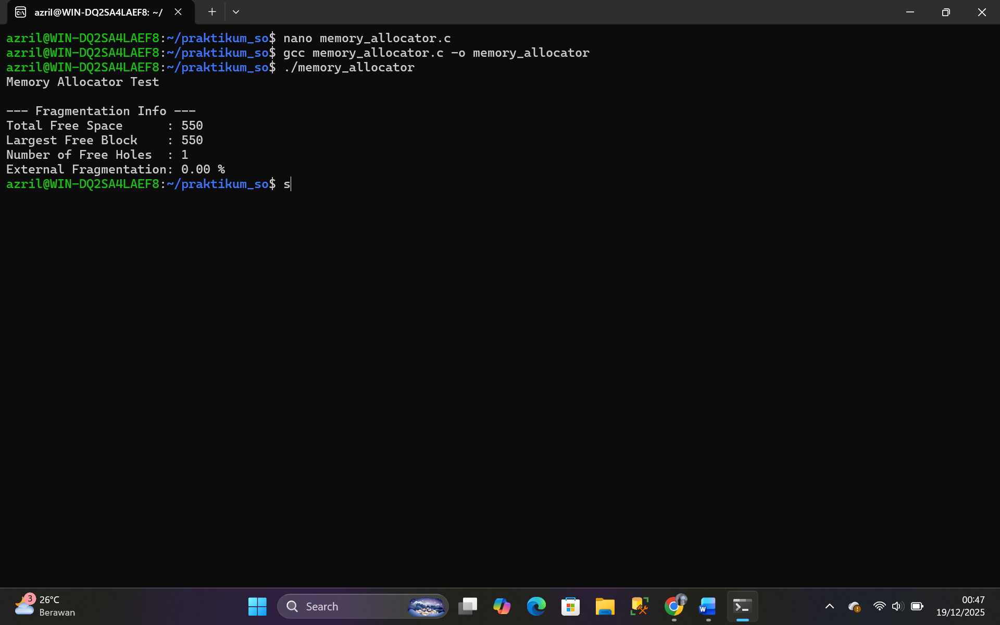 azril@WIN-DQ2SA4LAEF8: ~/
azril@WIN-DQ2SA4LAEF8:~/praktikum_so$ nano memory_allocator.c
azril@WIN-DQ2SA4LAEF8:~/praktikum_so$ gcc memory_allocator.c -o memory_allocator
azril@WIN-DQ2SA4LAEF8:~/praktikum_so$ ./memory_allocator
Memory Allocator Test
--- Fragmentation Info ---
Total Free Space      : 550
Largest Free Block    : 550
Number of Free Holes  : 1
External Fragmentation: 0.00 %
azril@WIN-DQ2SA4LAEF8:~/praktikum_so$ s
3
26°C
Berawan
Search
00:47
19/12/2025